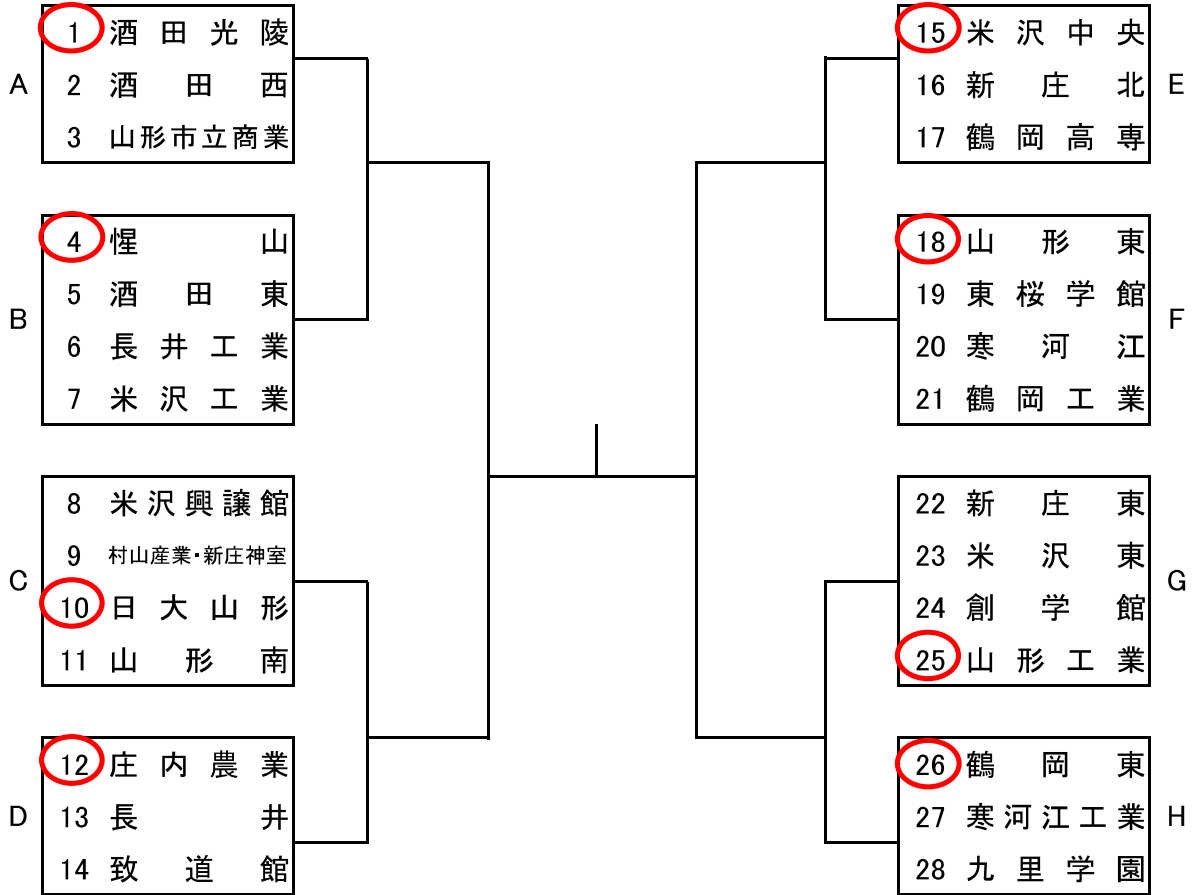 A
1 酒田光陵
2 酒田西
3 山形市立商業
B
4 惺山
5 酒田東
6 長井工業
7 米沢工業
C
8 米沢興譲館
9 村山産業・新庄神室
10 日大山形
11 山形南
D
12 庄内農業
13 長井
14 致道館
E
15 米沢中央
16 新庄北
17 鶴岡高専
F
18 山形東
19 東桜学館
20 寒河江
21 鶴岡工業
G
22 新庄東
23 米沢東
24 創学館
25 山形工業
H
26 鶴岡東
27 寒河江工業
28 九里学園